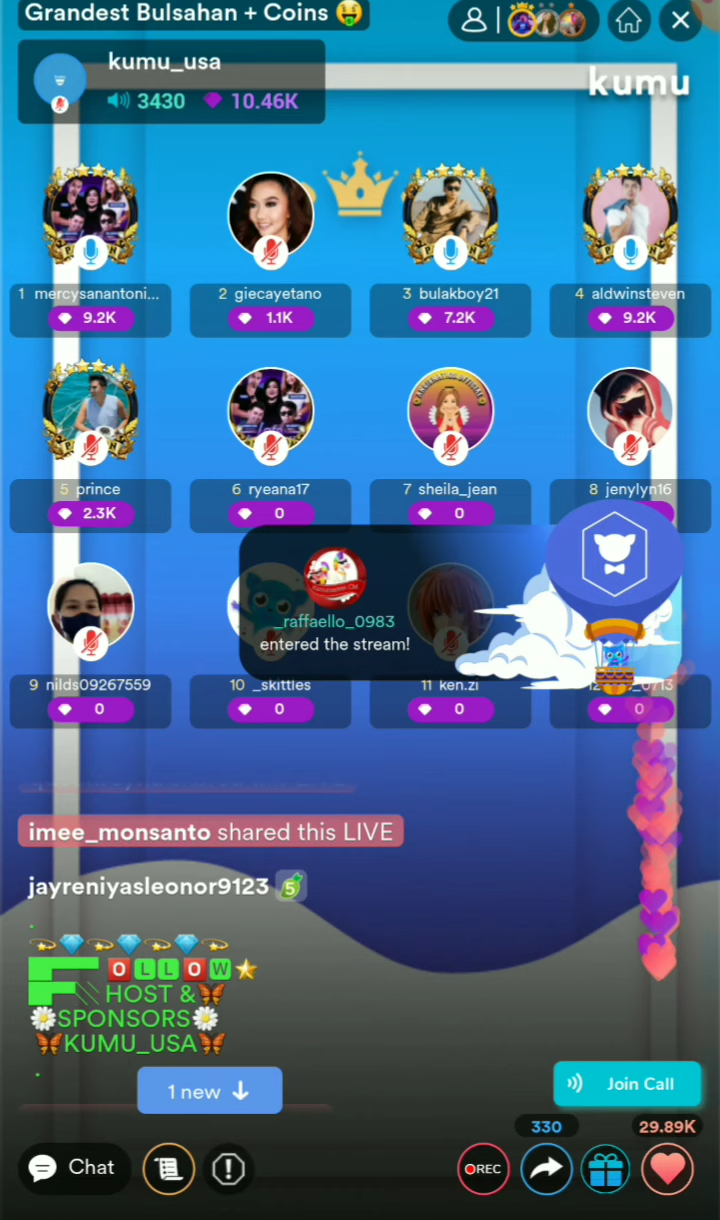 Grandest Bulsahan + Coins 🤑
kumu_usa
3430 10.46K
kumu
1 mercysanantoni...
9.2K
2 giecayetano
1.1K
3 bulakboy21
7.2K
4 aldwinsteven
9.2K
5 prince
2.3K
6 ryeana17
0
7 sheila_jean
0
8 jenylyn16
_raffaello_0983
entered the stream!
9 nilds09267559
0
10 _skittles
0
11 ken.zi
0
0
imee_monsanto shared this LIVE
jayreniyasleonor9123 5
.
💫💎💫💎💫💎💫
F OLLOW⭐
HOST &🦋
🌼SPONSORS🌼
🦋KUMU_USA🦋
.
1 new ↓
Join Call
330
29.89K
Chat
REC